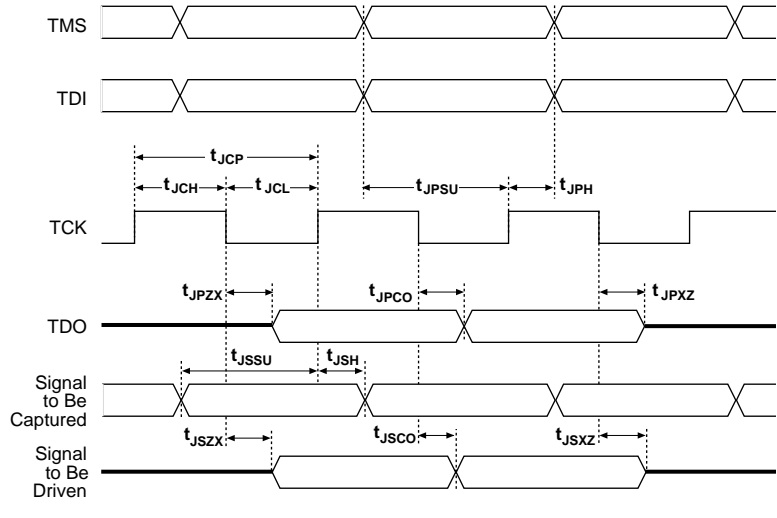 TMS
TDI
tJCP
tJCH
tJCL
tJPSU
tJPH
TCK
tJPZX
tJPCO
tJPXZ
TDO
tJSSU
tJSH
Signal
to Be
Captured
tJSZX
tJSCO
tJSXZ
Signal
to Be
Driven